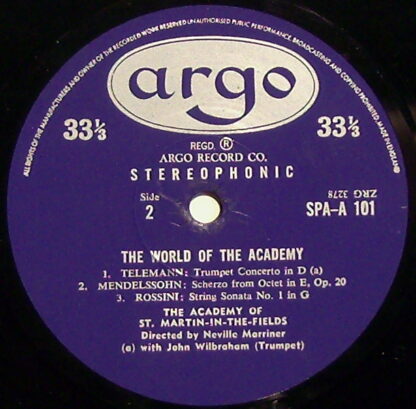 ALL RIGHTS OF THE MANUFACTURERS AND OWNER OF THE RECORDED WORK RESERVED UNAUTHORISED PUBLIC PERFORMANCE, BROADCASTING AND COPYING PROHIBITED. MADE IN ENGLAND
argo
33⅓ 33⅓
REGD. ®
ARGO RECORD CO.
STEREOPHONIC
Side
2
ZRG 3278
SPA-A 101
THE WORLD OF THE ACADEMY
1. TELEMANN: Trumpet Concerto in D (a)
2. MENDELSSOHN: Scherzo from Octet in E, Op. 20
3. ROSSINI: String Sonata No. 1 in G
THE ACADEMY OF
ST. MARTIN-IN-THE-FIELDS
Directed by Neville Marriner
(a) with John Wilbraham (Trumpet)